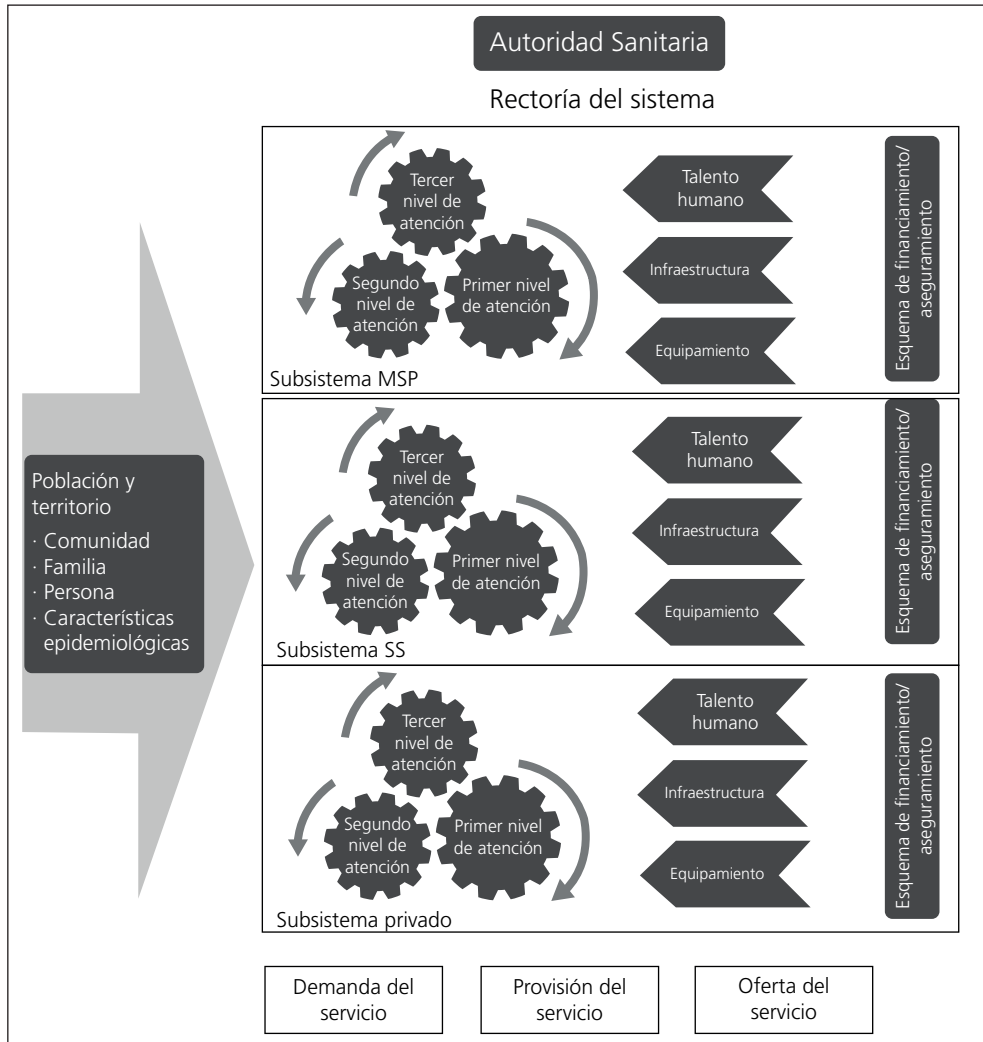 Autoridad Sanitaria
Rectoría del sistema
Población y
territorio
· Comunidad
· Familia
· Persona
· Características
epidemiológicas
Tercer
nivel de
atención
Segundo
nivel de
atención
Primer nivel
de atención
Subsistema MSP
Talento
humano
Infraestructura
Equipamiento
Esquema de financiamiento/
aseguramiento
Tercer
nivel de
atención
Segundo
nivel de
atención
Primer nivel
de atención
Subsistema SS
Talento
humano
Infraestructura
Equipamiento
Esquema de financiamiento/
aseguramiento
Tercer
nivel de
atención
Segundo
nivel de
atención
Primer nivel
de atención
Subsistema privado
Talento
humano
Infraestructura
Equipamiento
Esquema de financiamiento/
aseguramiento
Demanda del
servicio
Provisión del
servicio
Oferta del
servicio